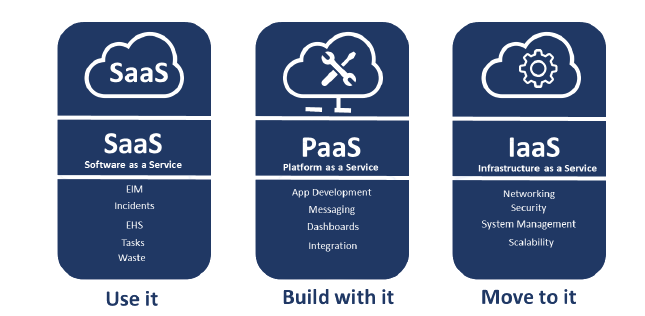 SaaS
SaaS
Software as a Service
EIM
Incidents
EHS
Tasks
Waste
Use it
PaaS
Platform as a Service
App Development
Messaging
Dashboards
Integration
Build with it
IaaS
Infrastructure as a Service
Networking
Security
System Management
Scalability
Move to it